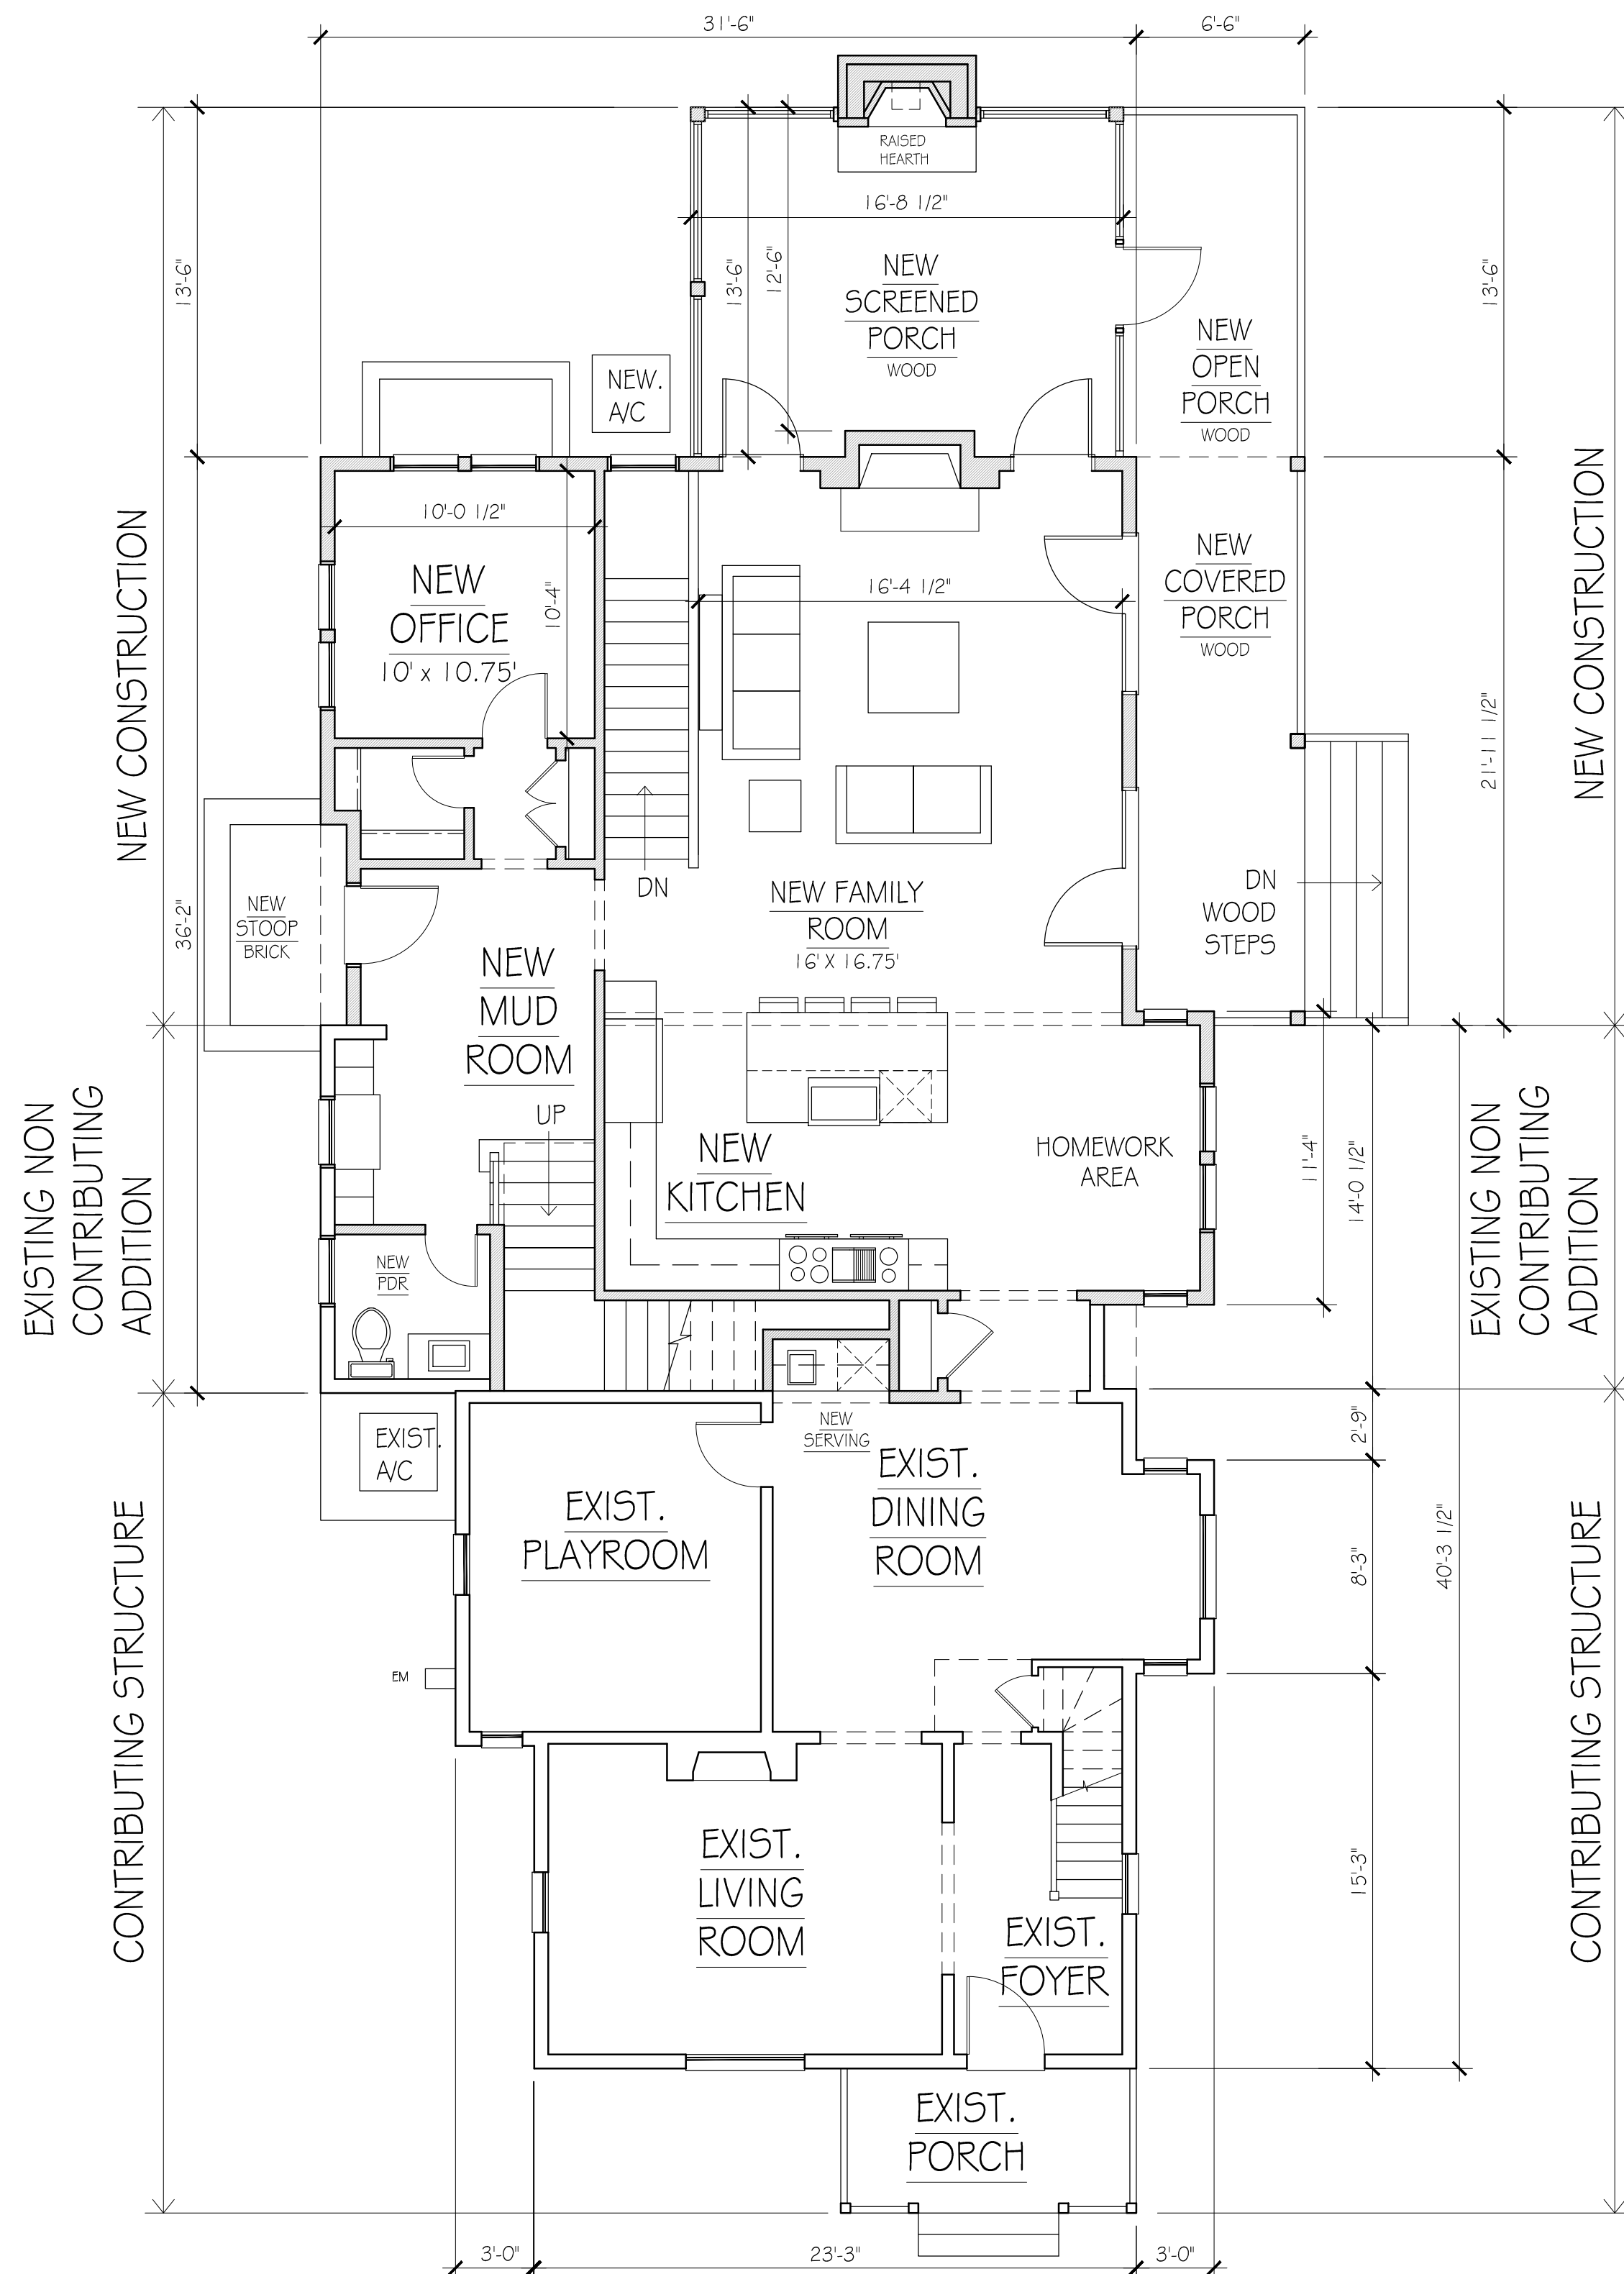 31'-6"
6'-6"
RAISED
HEARTH
16'-8 1/2"
13'-6"
13'-6"
12'-6"
13'-6"
NEW
SCREENED
PORCH
WOOD
NEW
OPEN
PORCH
WOOD
NEW.
A/C
10'-0 1/2"
NEW
OFFICE
10' x 10.75'
10'-4"
16'-4 1/2"
NEW
COVERED
PORCH
WOOD
NEW CONSTRUCTION
NEW CONSTRUCTION
21'-11 1/2"
36'-2"
DN
NEW FAMILY
ROOM
16' X 16.75'
DN
WOOD
STEPS
NEW
STOOP
BRICK
NEW
MUD
ROOM
UP
NEW
KITCHEN
HOMEWORK
AREA
11'-4"
14'-0 1/2"
EXISTING NON
CONTRIBUTING
ADDITION
EXISTING NON
CONTRIBUTING
ADDITION
NEW
PDR
NEW
SERVING
EXIST.
A/C
EXIST.
PLAYROOM
EXIST.
DINING
ROOM
2'-9"
8'-3"
40'-3 1/2"
EM
CONTRIBUTING STRUCTURE
CONTRIBUTING STRUCTURE
EXIST.
LIVING
ROOM
EXIST.
FOYER
15'-3"
EXIST.
PORCH
3'-0"
23'-3"
3'-0"